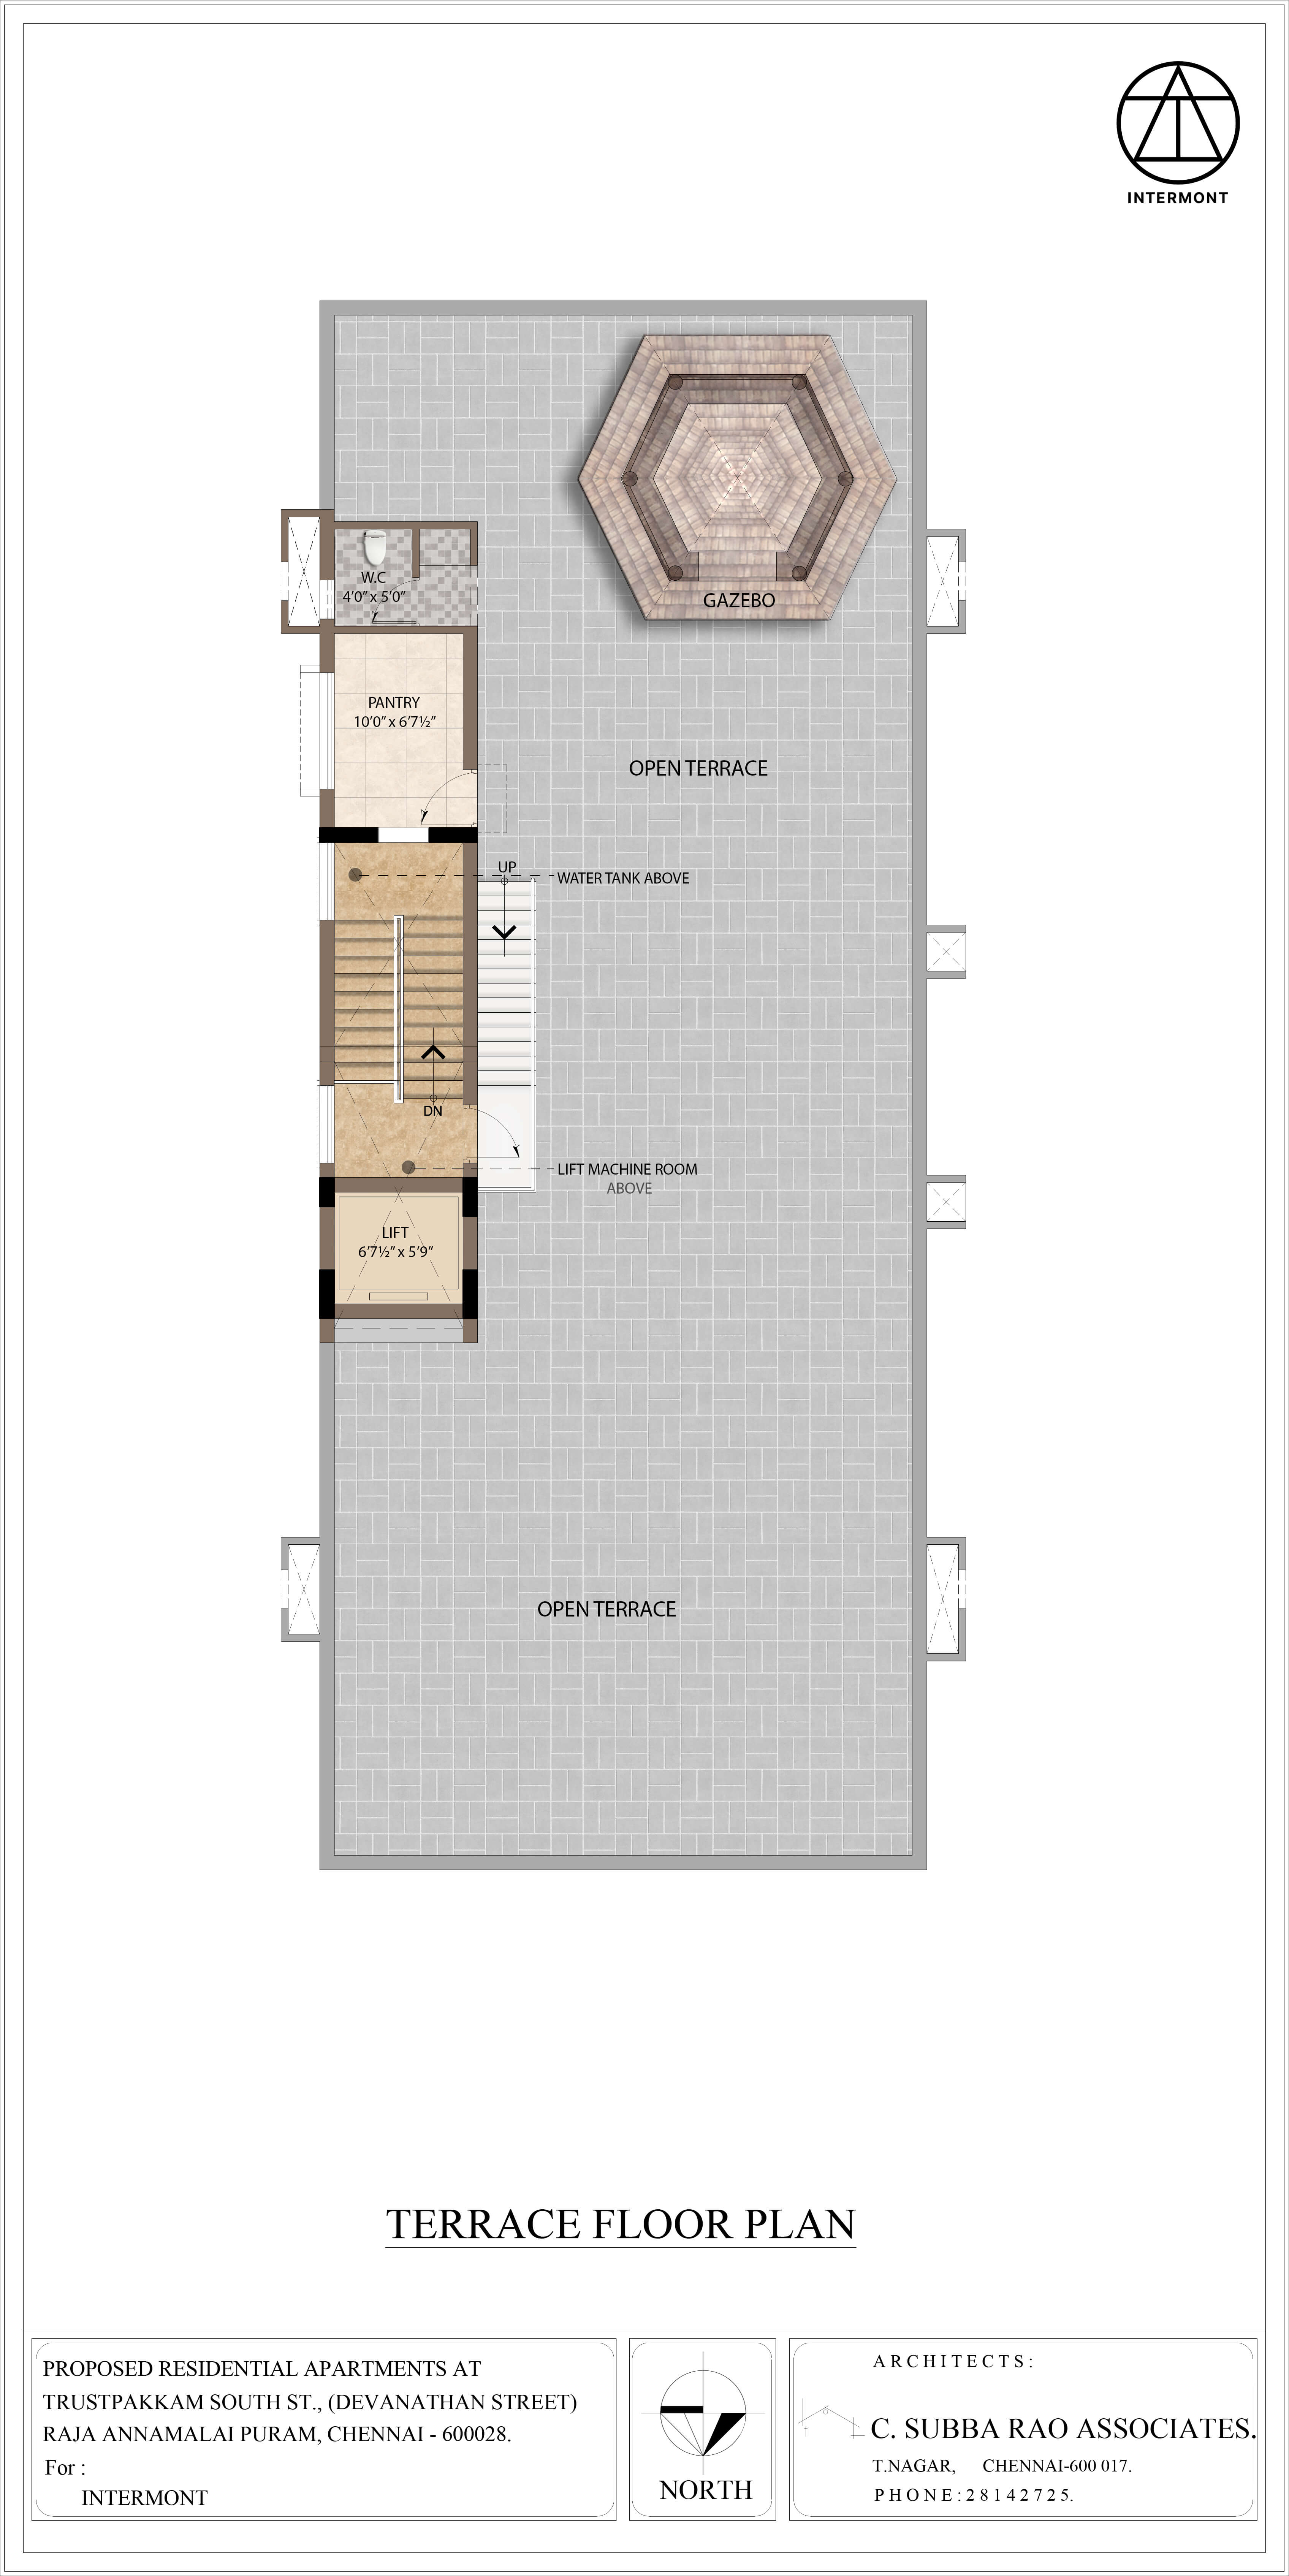 INTERMONT
W.C
4'0" x 5'0"
GAZEBO
PANTRY
10'0" x 6'7½"
OPEN TERRACE
UP
WATER TANK ABOVE
DN
LIFT MACHINE ROOM
ABOVE
LIFT
6'7½" x 5'9"
OPEN TERRACE
TERRACE FLOOR PLAN
PROPOSED RESIDENTIAL APARTMENTS AT
TRUSTPAKKAM SOUTH ST., (DEVANATHAN STREET)
RAJA ANNAMALAI PURAM, CHENNAI - 600028.
For :
INTERMONT
NORTH
ARCHITECTS:
C. SUBBA RAO ASSOCIATES.
T.NAGAR, CHENNAI-600 017.
PHONE:28142725.